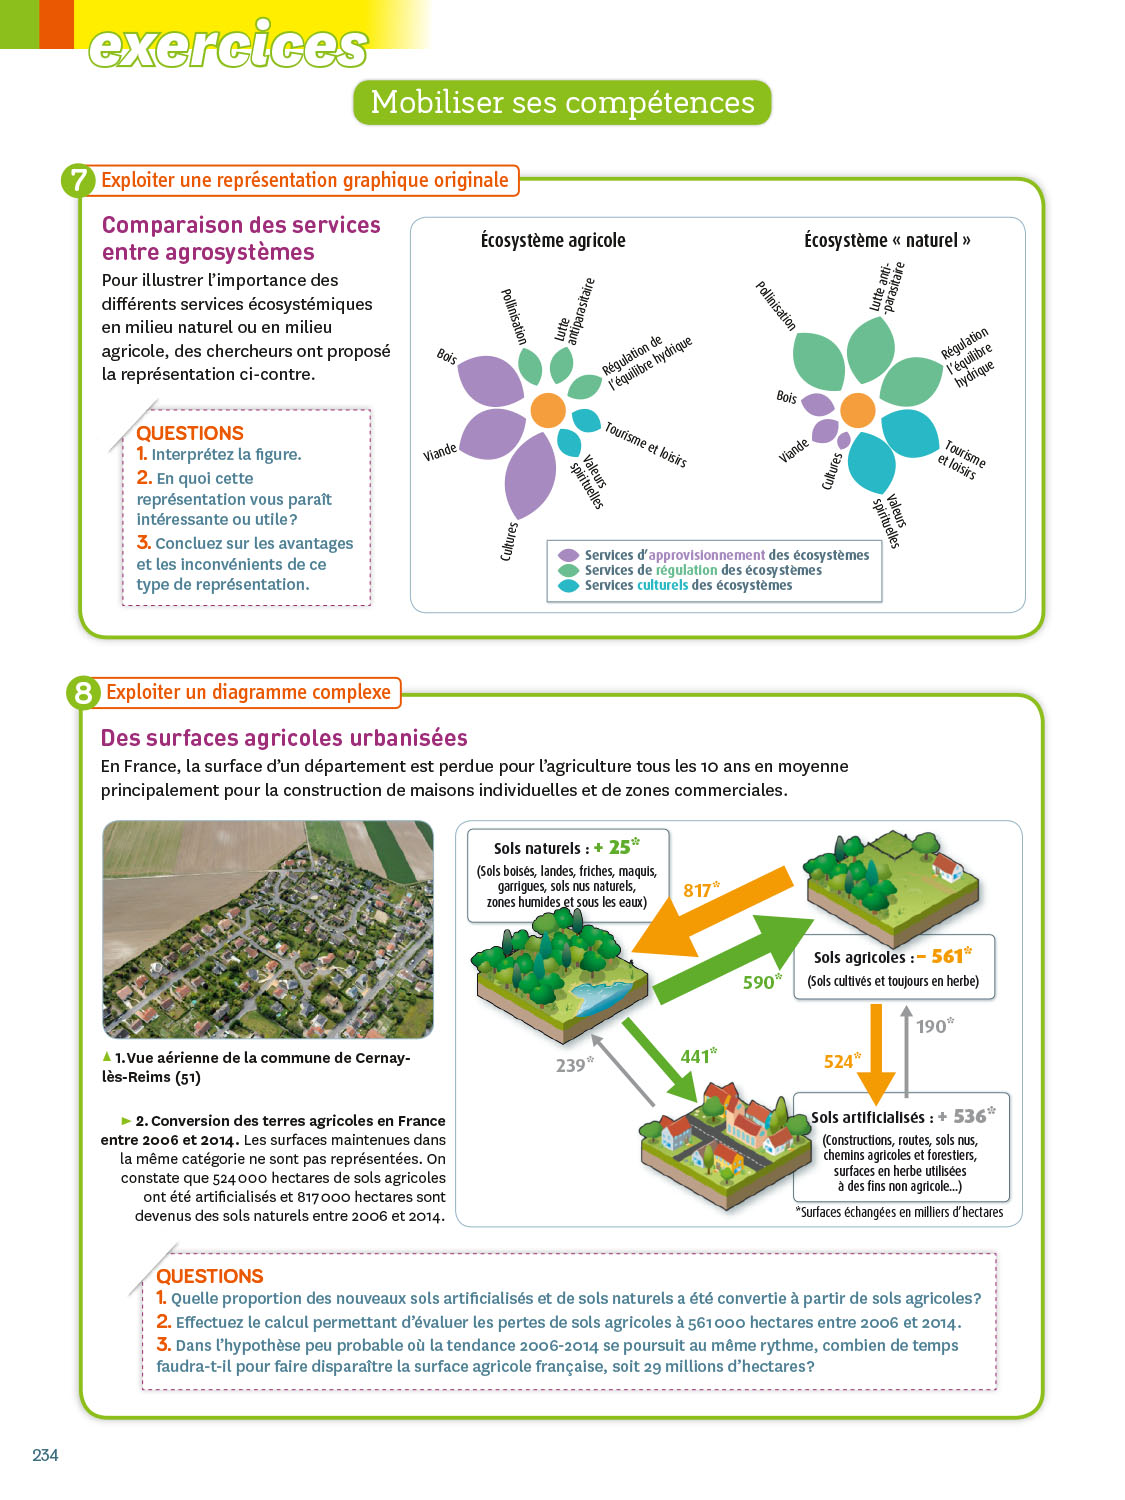 exercices
Mobiliser ses compétences
7 Exploiter une représentation graphique originale
Comparaison des services
entre agrosystèmes
Pour illustrer l'importance des
différents services écosystémiques
en milieu naturel ou en milieu
agricole, des chercheurs ont proposé
la représentation ci-contre.
QUESTIONS
1. Interprétez la figure.
2. En quoi cette
représentation vous paraît
intéressante ou utile ?
3. Concluez sur les avantages
et les inconvénients de ce
type de représentation.
Écosystème agricole
Pollinisation
Lutte
antiparasitaire
Régulation de
l'équilibre hydrique
Bois
Viande
Cultures
Valeurs
spirituelles
Tourisme et loisirs
Écosystème « naturel »
Pollinisation
Lutte anti-
-parasitaire
Régulation
l'équilibre
hydrique
Bois
Viande
Cultures
Valeurs
spirituelles
Tourisme
et loisirs
Services d'approvisionnement des écosystèmes
Services de régulation des écosystèmes
Services culturels des écosystèmes
8 Exploiter un diagramme complexe
Des surfaces agricoles urbanisées
En France, la surface d'un département est perdue pour l'agriculture tous les 10 ans en moyenne
principalement pour la construction de maisons individuelles et de zones commerciales.
▲ 1. Vue aérienne de la commune de Cernay-
lès-Reims (51)
► 2. Conversion des terres agricoles en France
entre 2006 et 2014. Les surfaces maintenues dans
la même catégorie ne sont pas représentées. On
constate que 524 000 hectares de sols agricoles
ont été artificialisés et 817 000 hectares sont
devenus des sols naturels entre 2006 et 2014.
Sols naturels : + 25*
(Sols boisés, landes, friches, maquis,
garrigues, sols nus naturels,
zones humides et sous les eaux)
817*
590*
Sols agricoles : – 561*
(Sols cultivés et toujours en herbe)
190*
524*
441*
239*
Sols artificialisés : + 536*
(Constructions, routes, sols nus,
chemins agricoles et forestiers,
surfaces en herbe utilisées
à des fins non agricole...)
*Surfaces échangées en milliers d'hectares
QUESTIONS
1. Quelle proportion des nouveaux sols artificialisés et de sols naturels a été convertie à partir de sols agricoles ?
2. Effectuez le calcul permettant d'évaluer les pertes de sols agricoles à 561 000 hectares entre 2006 et 2014.
3. Dans l'hypothèse peu probable où la tendance 2006-2014 se poursuit au même rythme, combien de temps
faudra-t-il pour faire disparaître la surface agricole française, soit 29 millions d'hectares ?
234